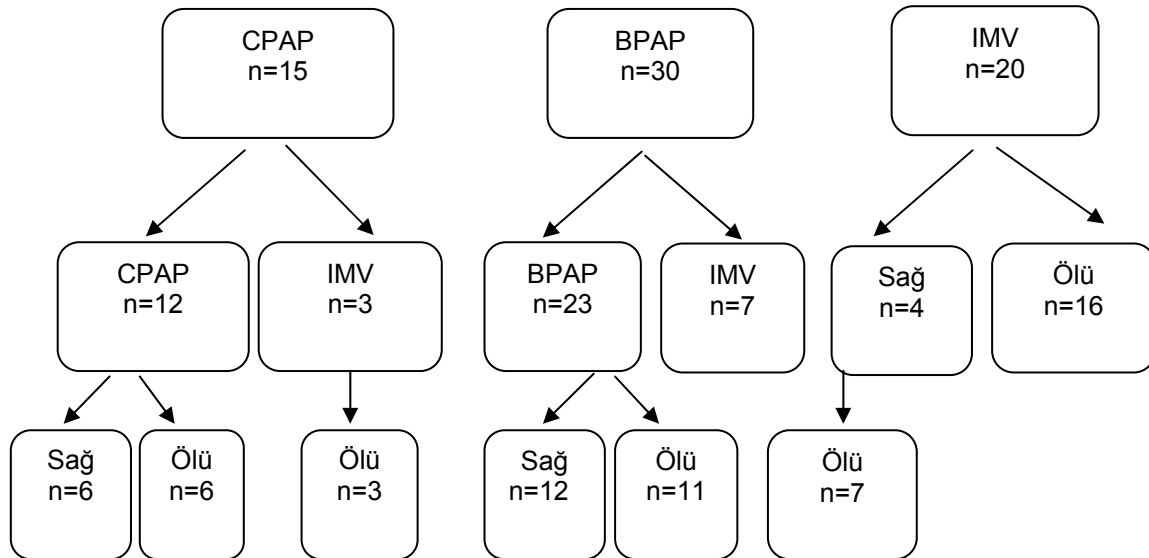 CPAP
n=15
BPAP
n=30
IMV
n=20
CPAP
n=12
IMV
n=3
BPAP
n=23
IMV
n=7
Sağ
n=4
Ölü
n=16
Sağ
n=6
Ölü
n=6
Ölü
n=3
Sağ
n=12
Ölü
n=11
Ölü
n=7